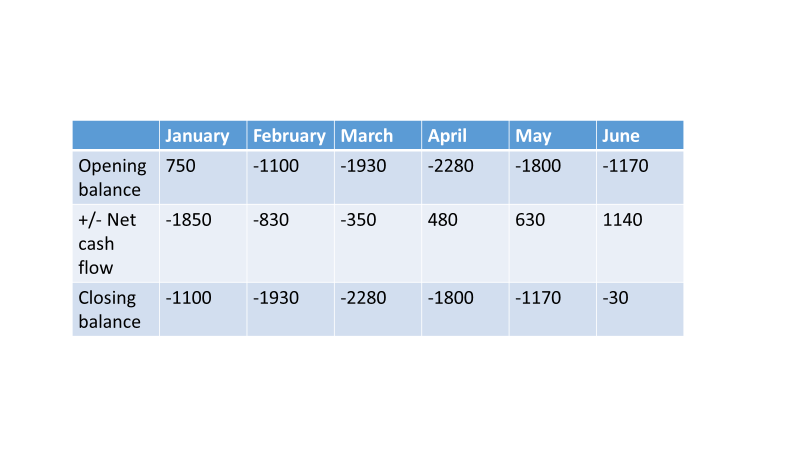 January February March April May June
Opening balance 750 -1100 -1930 -2280 -1800 -1170
+/- Net cash flow -1850 -830 -350 480 630 1140
Closing balance -1100 -1930 -2280 -1800 -1170 -30